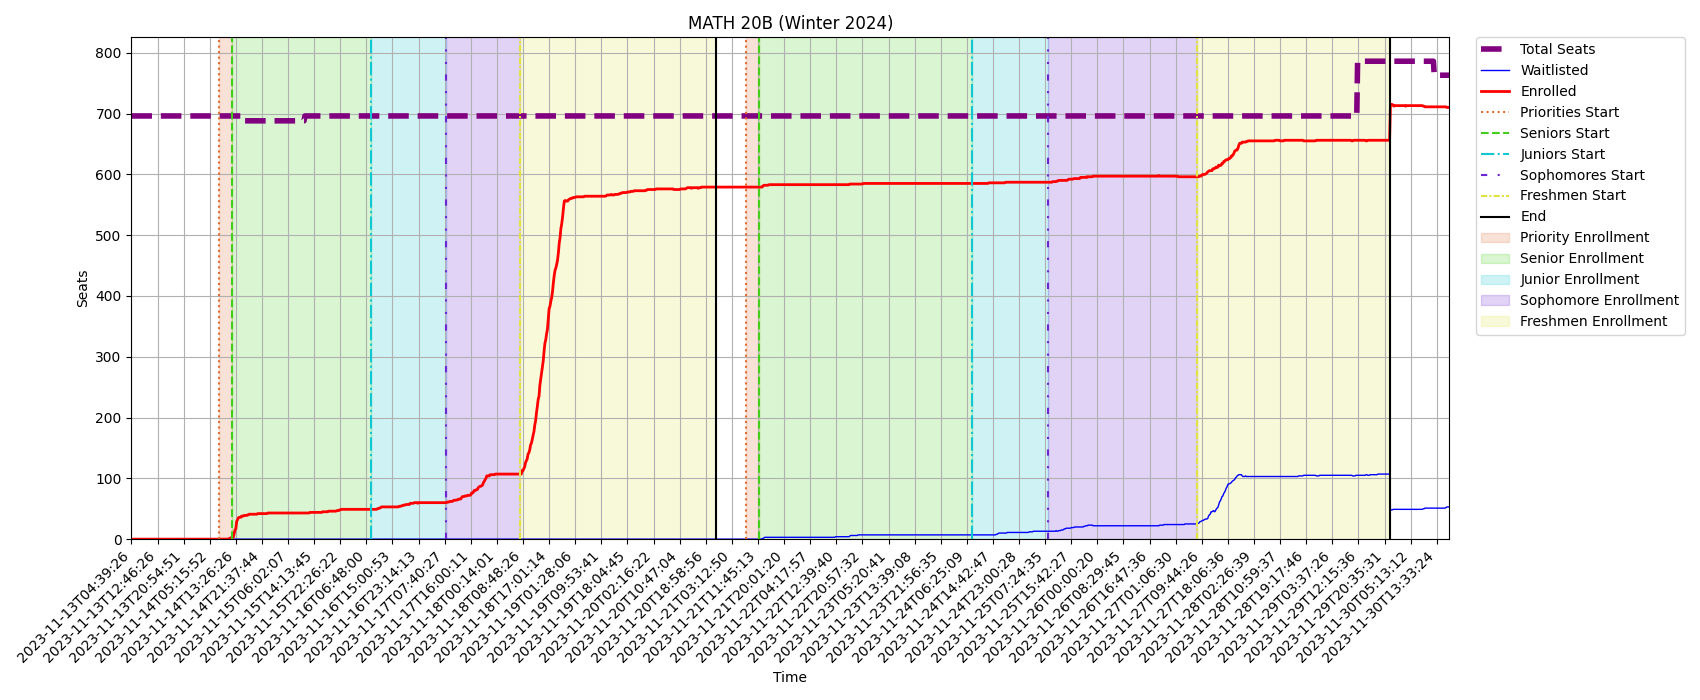 MATH 20B (Winter 2024)
Seats
800
700
600
500
400
300
200
100
0
2023-11-13T04:39:26
2023-11-13T12:46:26
2023-11-13T20:54:51
2023-11-14T05:15:52
2023-11-14T13:26:26
2023-11-14T21:37:44
2023-11-15T06:02:07
2023-11-15T14:13:45
2023-11-15T22:26:22
2023-11-16T06:48:00
2023-11-16T15:00:53
2023-11-16T23:14:13
2023-11-17T07:40:27
2023-11-17T16:00:11
2023-11-18T00:14:01
2023-11-18T08:48:26
2023-11-18T17:01:14
2023-11-19T01:28:06
2023-11-19T09:53:41
2023-11-19T18:04:45
2023-11-20T02:16:22
2023-11-20T10:47:04
2023-11-20T18:58:56
2023-11-21T03:12:50
2023-11-21T11:45:13
2023-11-21T20:01:20
2023-11-22T04:17:57
2023-11-22T12:39:40
2023-11-22T20:57:32
2023-11-23T05:20:41
2023-11-23T13:39:08
2023-11-23T21:56:35
2023-11-24T06:25:09
2023-11-24T14:42:47
2023-11-24T23:00:28
2023-11-25T07:24:35
2023-11-25T15:42:27
2023-11-26T00:00:20
2023-11-26T08:29:45
2023-11-26T16:47:36
2023-11-27T01:06:30
2023-11-27T09:44:26
2023-11-27T18:06:36
2023-11-28T02:26:39
2023-11-28T10:59:37
2023-11-28T19:17:46
2023-11-29T03:37:26
2023-11-29T12:15:36
2023-11-29T20:35:31
2023-11-30T05:13:12
2023-11-30T13:33:24
Time
Total Seats
Waitlisted
Enrolled
Priorities Start
Seniors Start
Juniors Start
Sophomores Start
Freshmen Start
End
Priority Enrollment
Senior Enrollment
Junior Enrollment
Sophomore Enrollment
Freshmen Enrollment